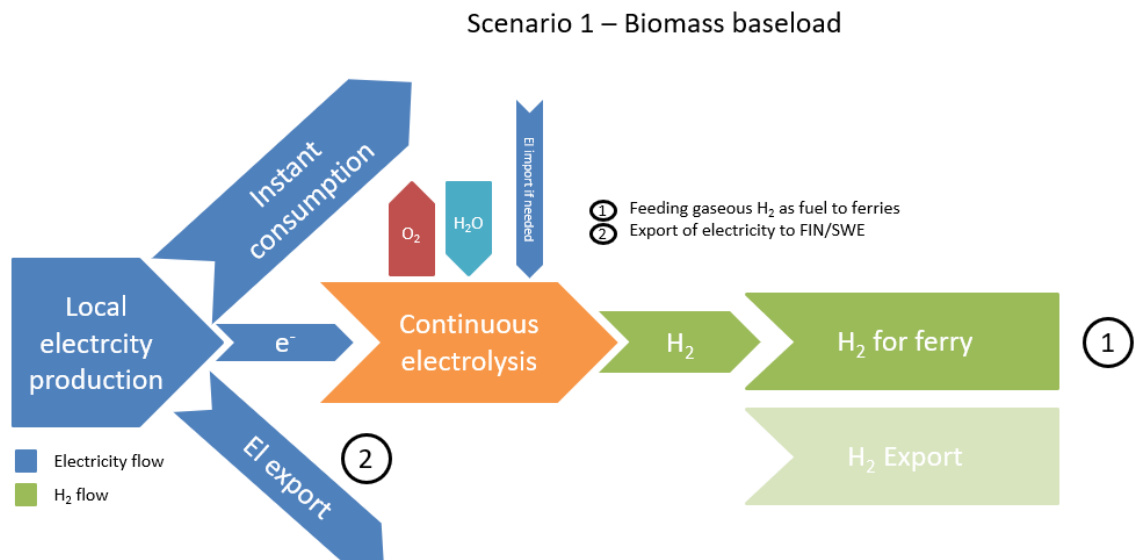 Scenario 1 – Biomass baseload
Instant
consumption
El import if needed
O₂
H₂O
1 Feeding gaseous H₂ as fuel to ferries
2 Export of electricity to FIN/SWE
Local
electrcity
production
e⁻
Continuous
electrolysis
H₂
H₂ for ferry
1
El export
2
H₂ Export
Electricity flow
H₂ flow